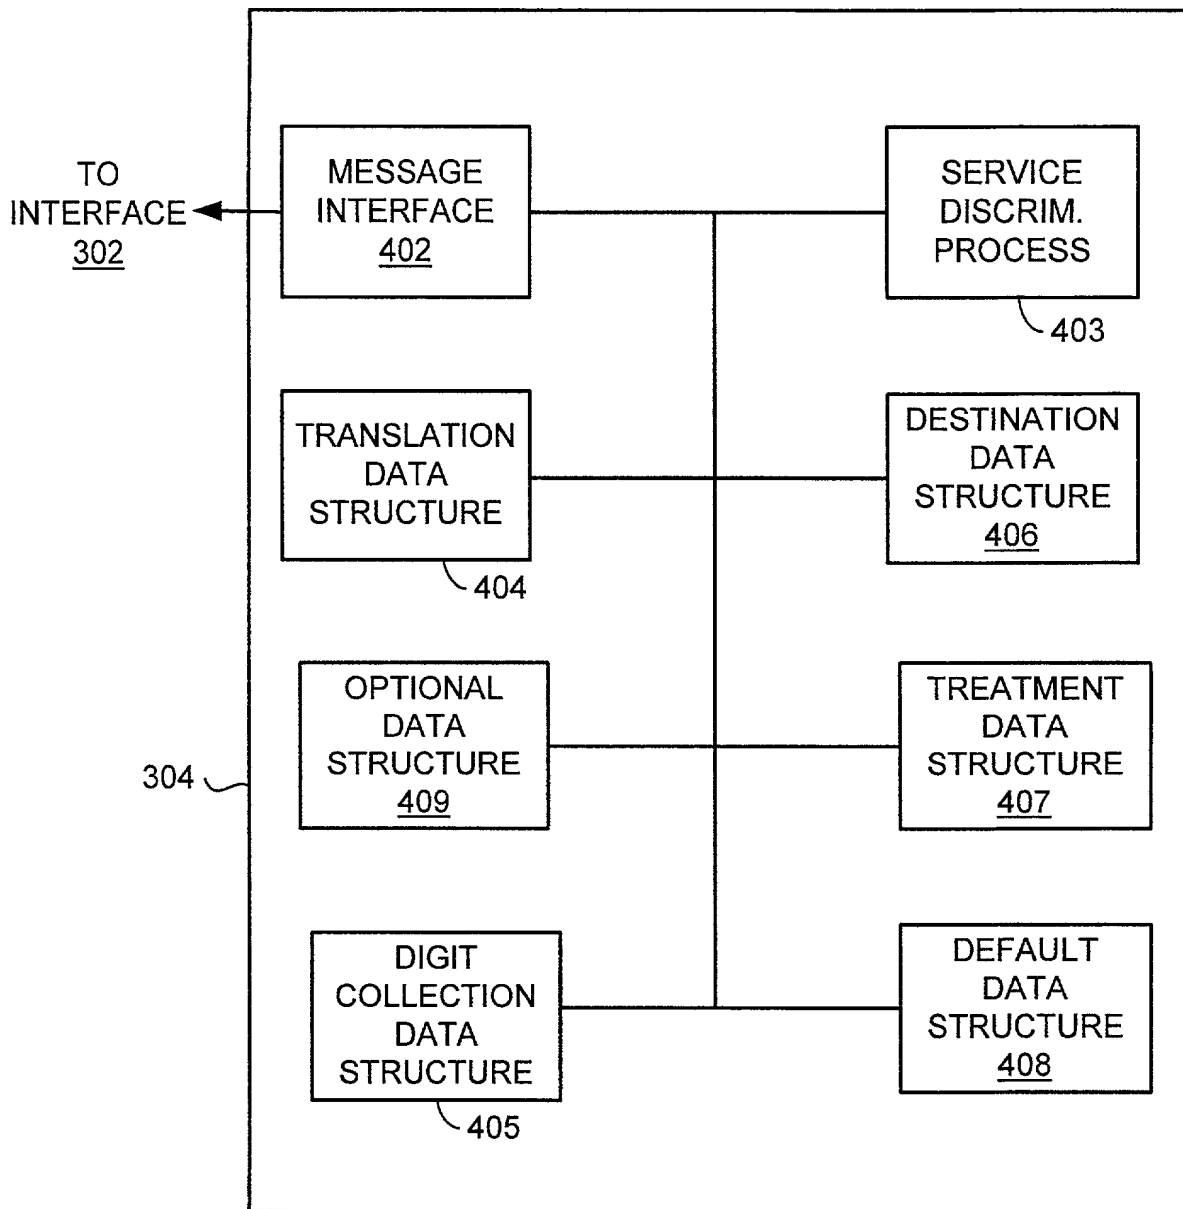 TO
INTERFACE
302
MESSAGE
INTERFACE
402
SERVICE
DISCRIM.
PROCESS
403
TRANSLATION
DATA
STRUCTURE
404
DESTINATION
DATA
STRUCTURE
406
OPTIONAL
DATA
STRUCTURE
409
TREATMENT
DATA
STRUCTURE
407
304
DIGIT
COLLECTION
DATA
STRUCTURE
405
DEFAULT
DATA
STRUCTURE
408